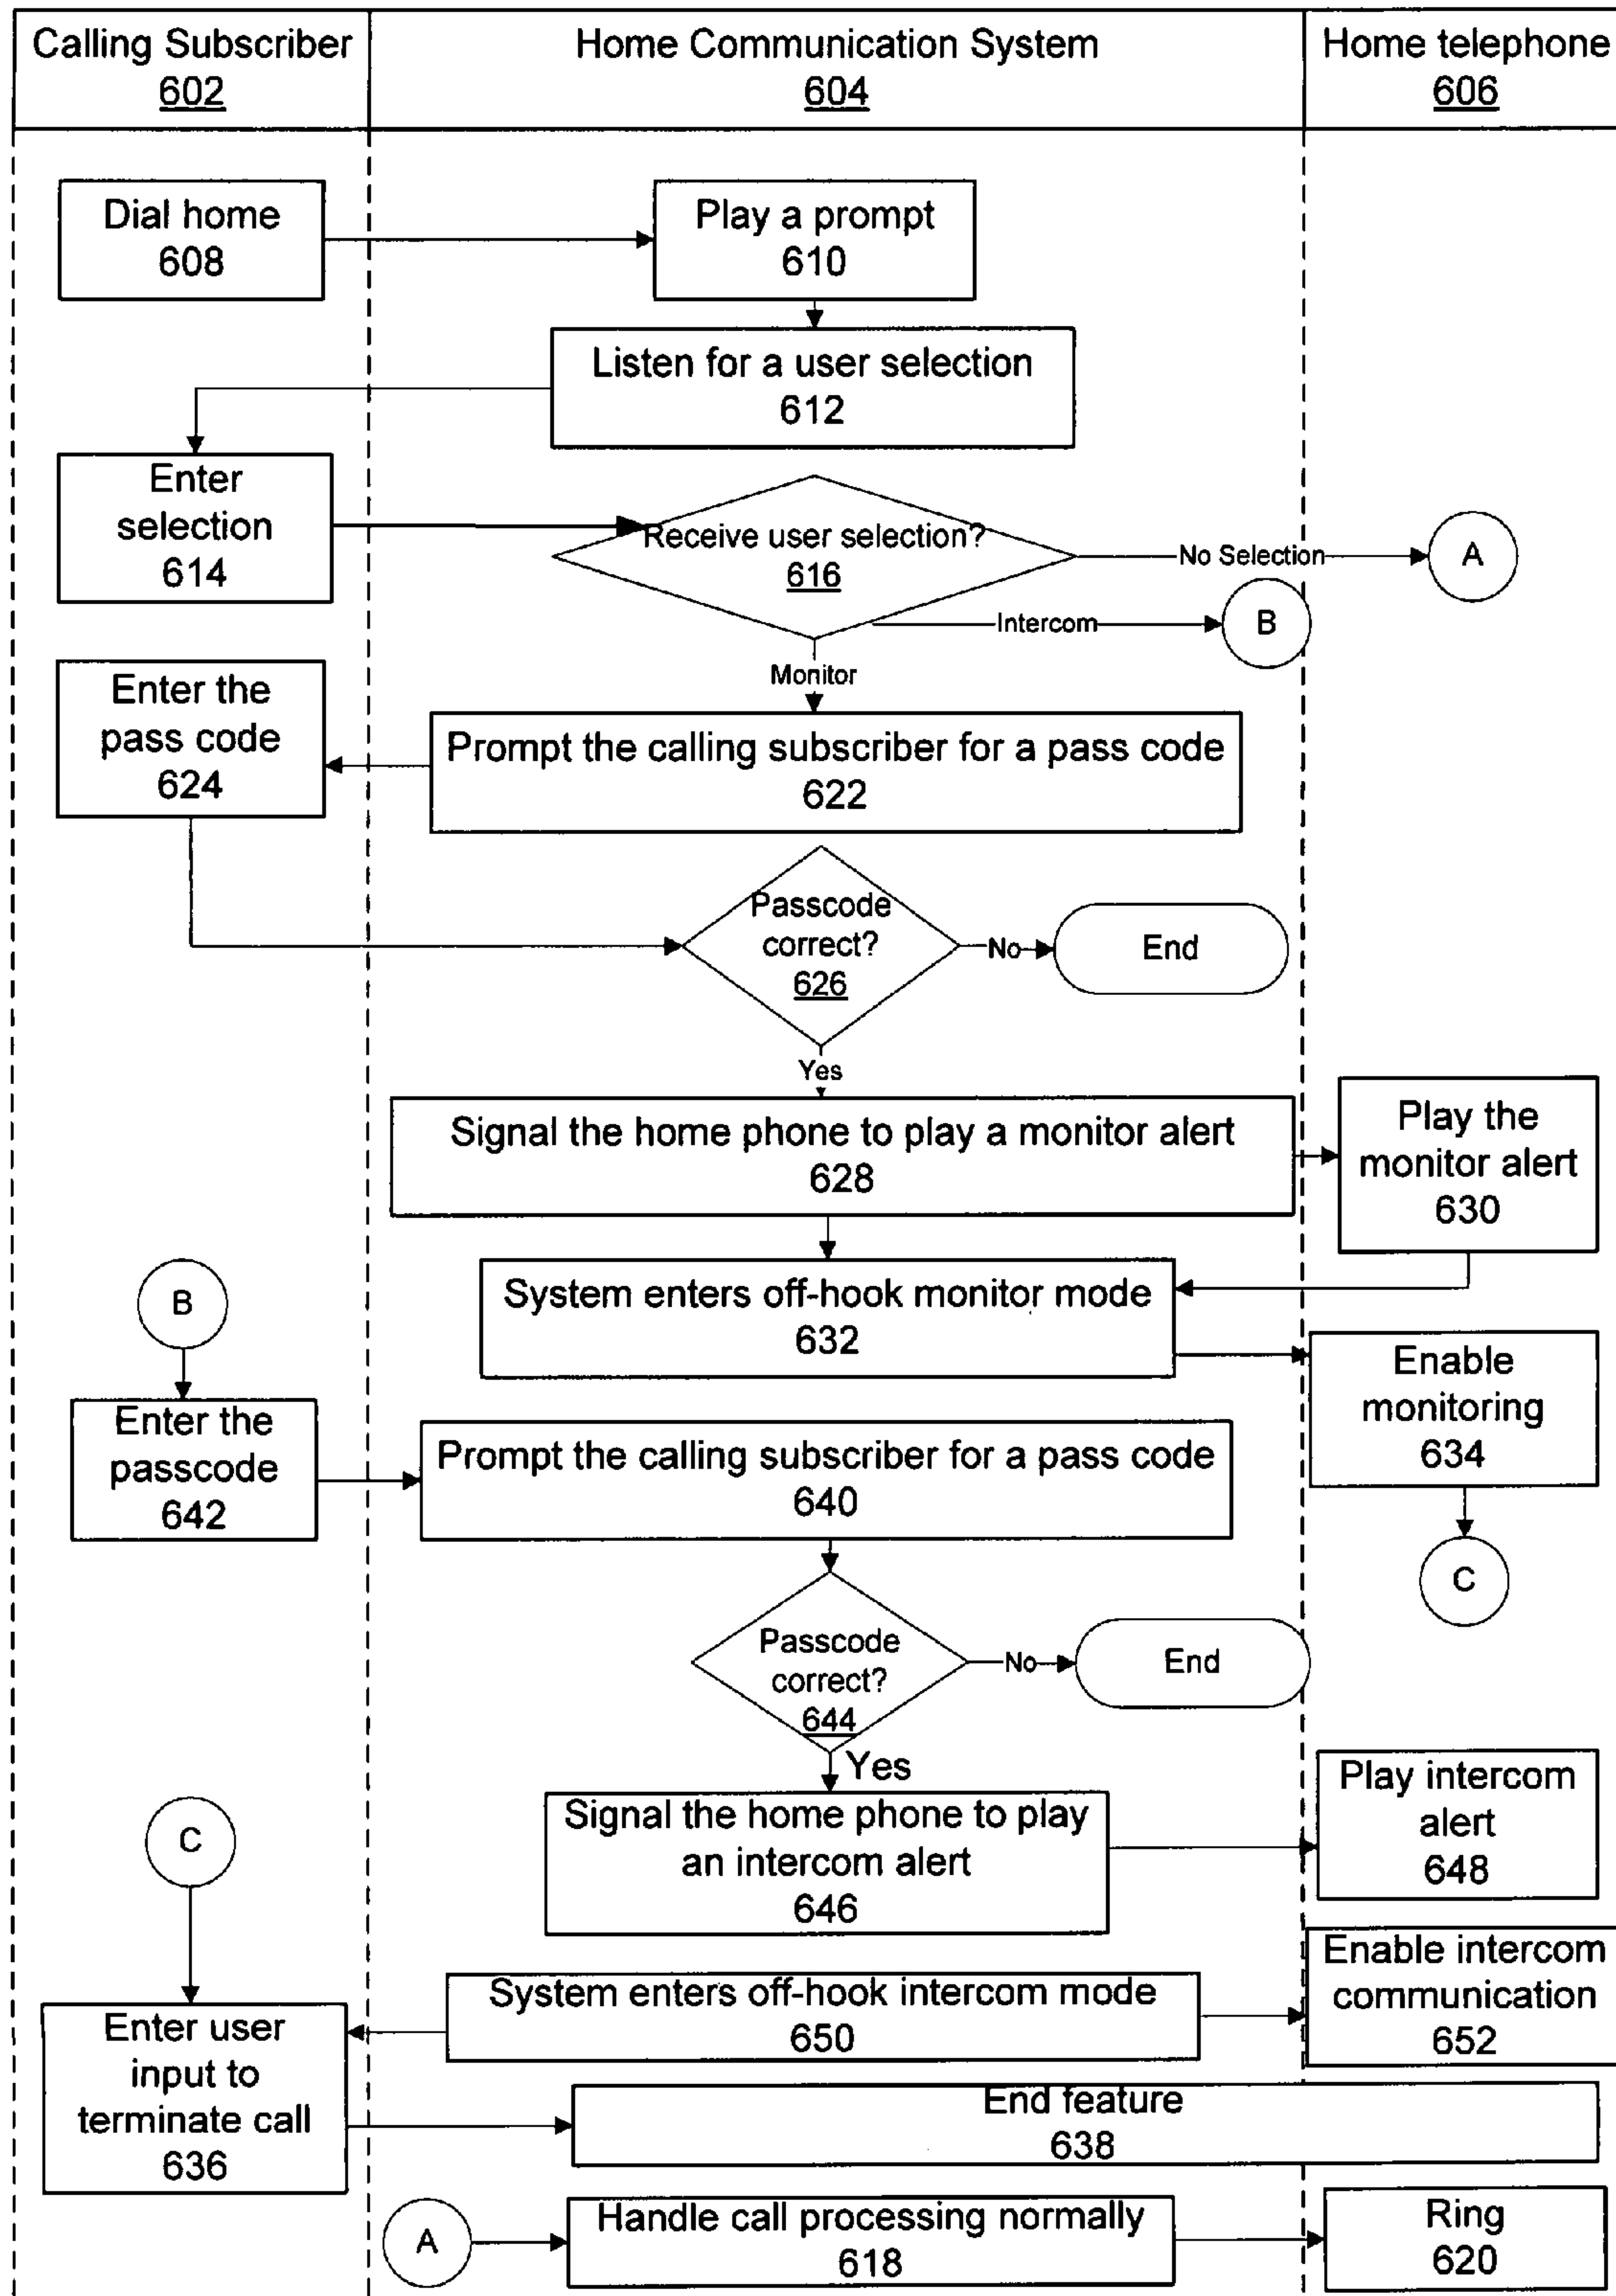 Calling Subscriber
602
Home Communication System
604
Home telephone
606
Dial home
608
Play a prompt
610
Listen for a user selection
612
Enter
selection
614
Receive user selection?
616
No Selection
A
Intercom
B
Monitor
Enter the
pass code
624
Prompt the calling subscriber for a pass code
622
Passcode
correct?
626
No
End
Yes
Signal the home phone to play a monitor alert
628
Play the
monitor alert
630
System enters off-hook monitor mode
632
B
Enable
monitoring
634
Enter the
passcode
642
Prompt the calling subscriber for a pass code
640
C
Passcode
correct?
644
No
End
Yes
Signal the home phone to play
an intercom alert
646
Play intercom
alert
648
C
System enters off-hook intercom mode
650
Enable intercom
communication
652
Enter user
input to
terminate call
636
End feature
638
A
Handle call processing normally
618
Ring
620